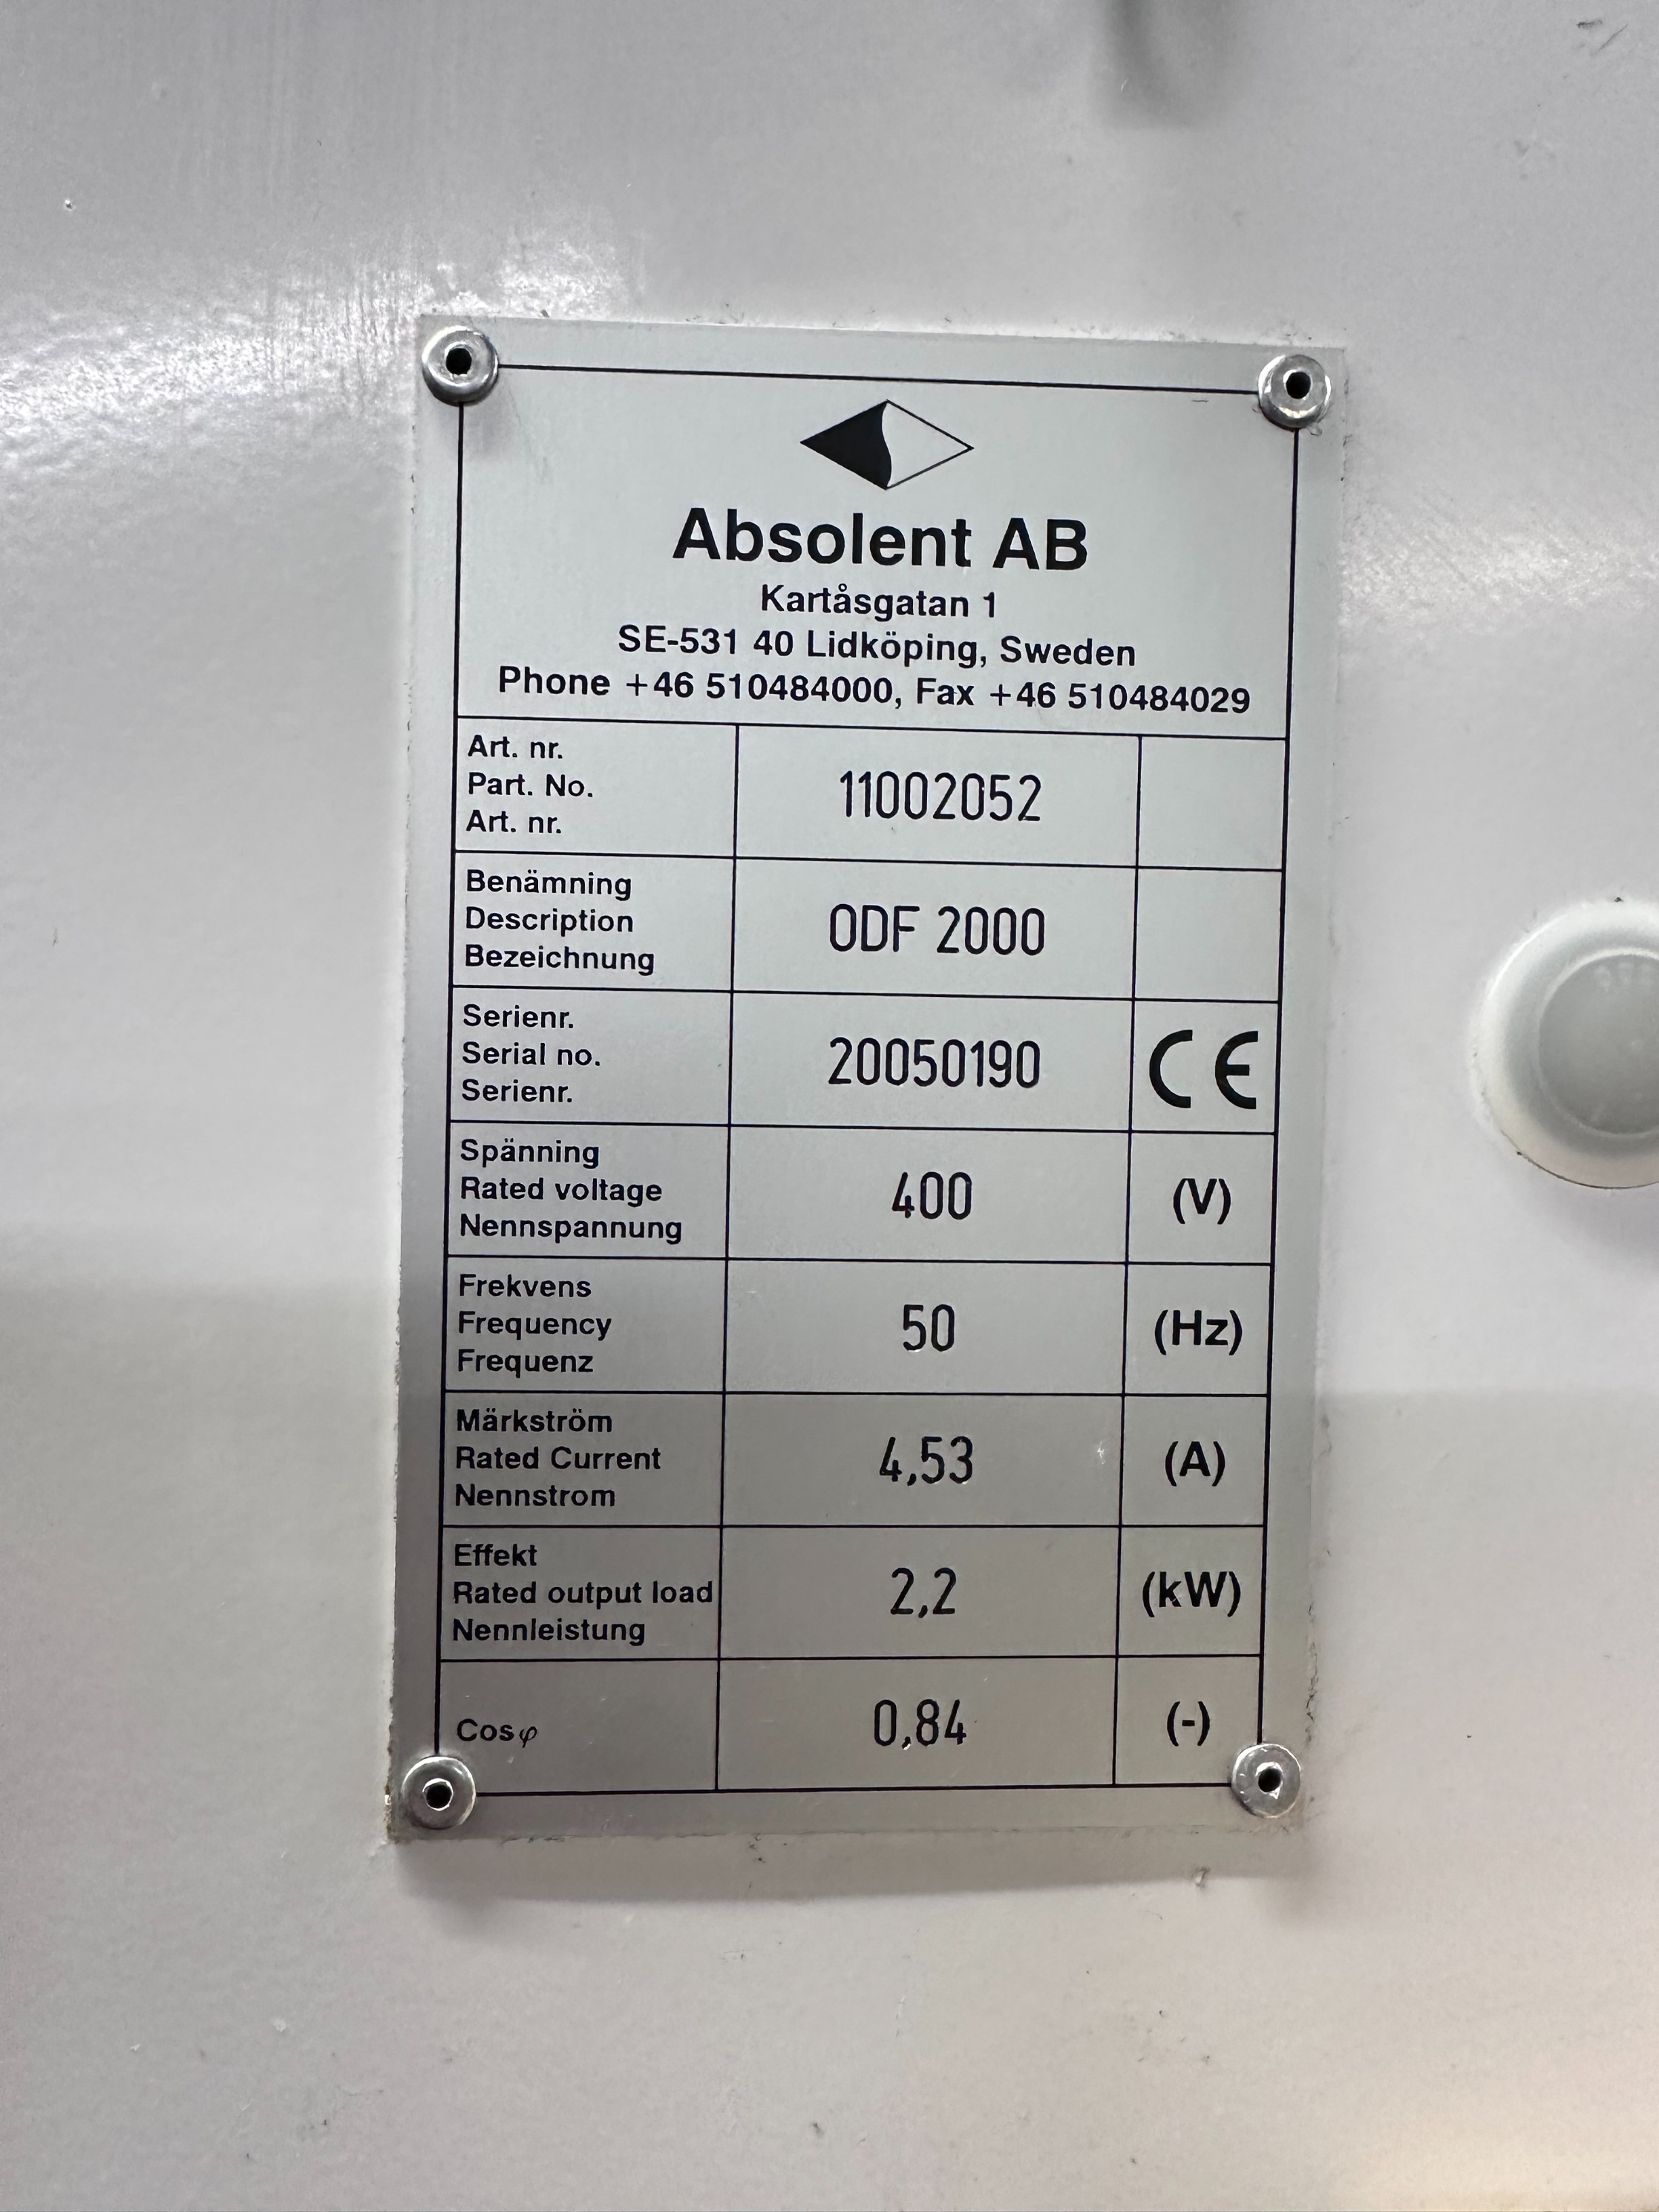 Absolent AB
Kartåsgatan 1
SE-531 40 Lidköping, Sweden
Phone +46 510484000, Fax +46 510484029
Art. nr.
Part. No.
Art. nr.
11002052
Benämning
Description
Bezeichnung
ODF 2000
Serienr.
Serial no.
Serienr.
20050190
CE
Spänning
Rated voltage
Nennspannung
400
(V)
Frekvens
Frequency
Frequenz
50
(Hz)
Märkström
Rated Current
Nennstrom
4,53
(A)
Effekt
Rated output load
Nennleistung
2,2
(kW)
Cosφ
0,84
(-)